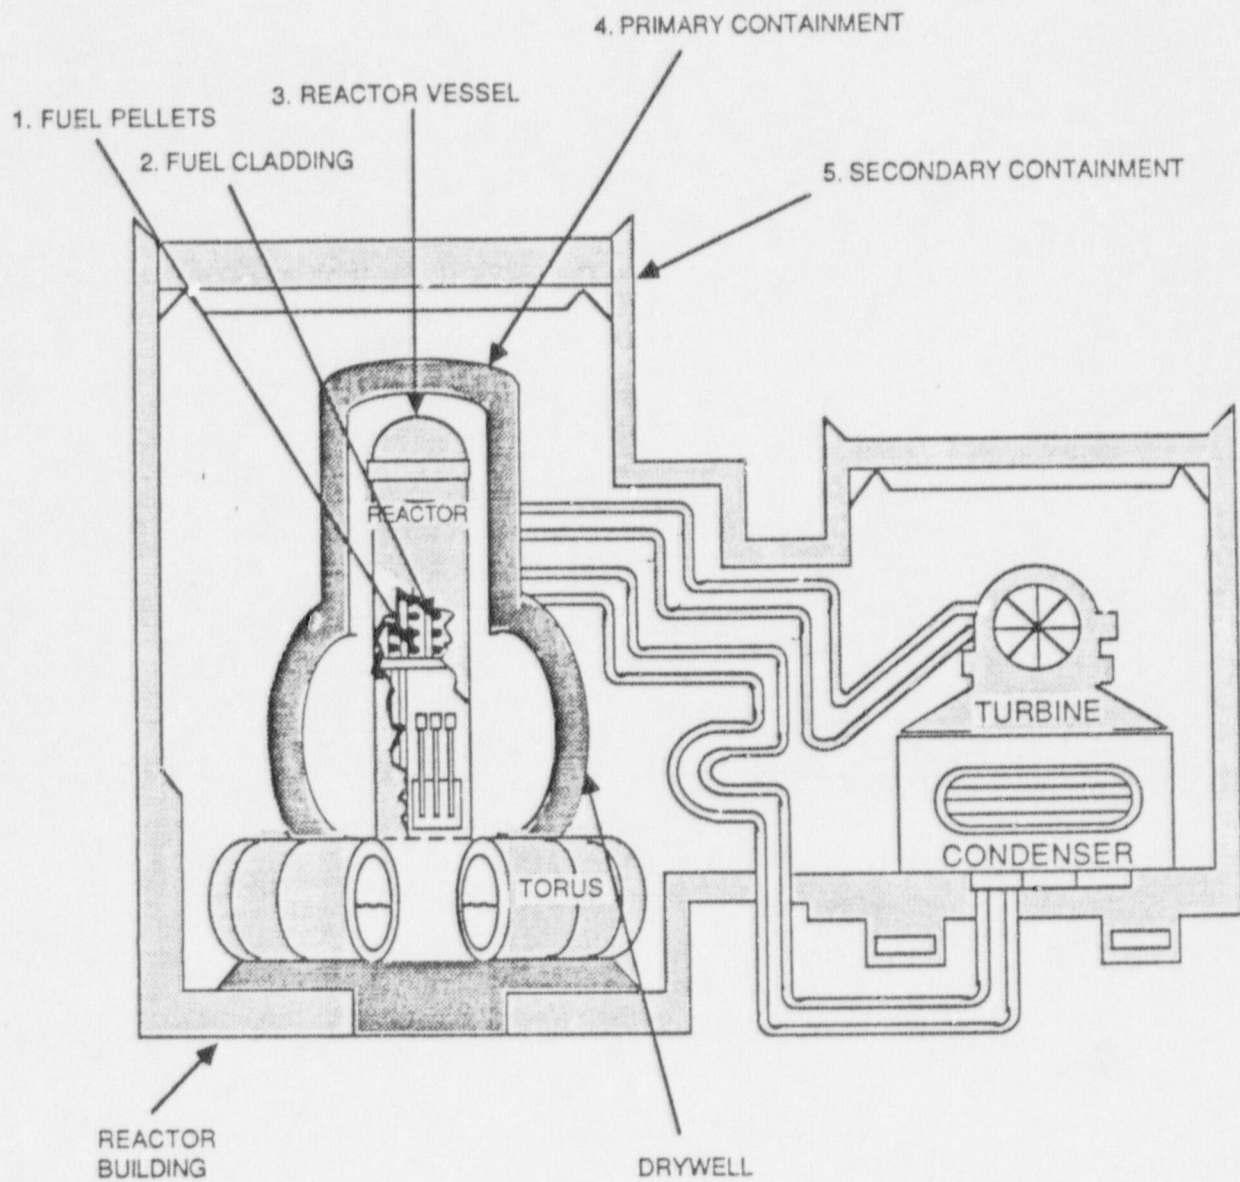 4. PRIMARY CONTAINMENT
3. REACTOR VESSEL
1. FUEL PELLETS
2. FUEL CLADDING
5. SECONDARY CONTAINMENT
REACTOR
TURBINE
CONDENSER
TORUS
REACTOR
BUILDING
DRYWELL